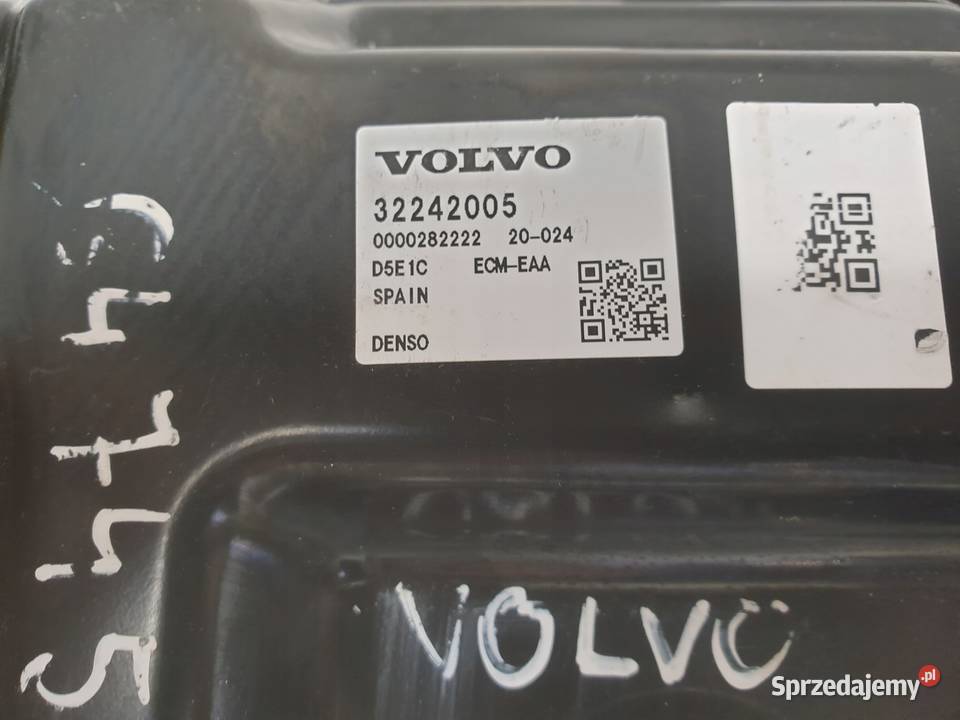 VOLVO
32242005
0000282222 20-024
D5E1C ECM-EAA
SPAIN
DENSO
VOLVO
Sprzedajemy.pl